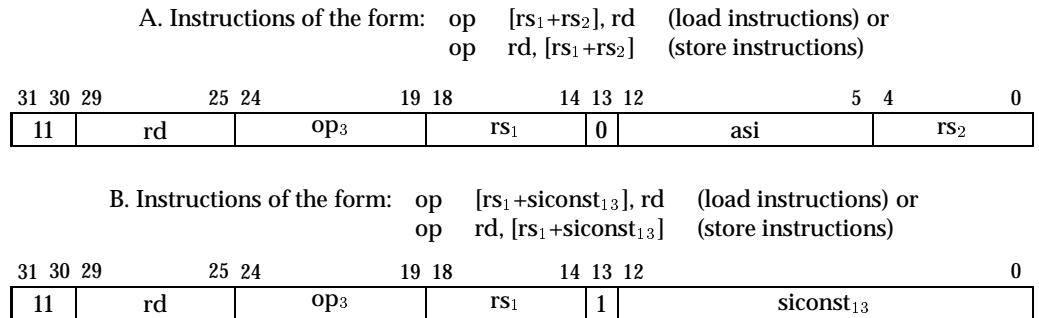 A. Instructions of the form: op [rs₁+rs₂], rd (load instructions) or
op rd, [rs₁+rs₂] (store instructions)
31 30 29 25 24 19 18 14 13 12 5 4 0
11 rd op₃ rs₁ 0 asi rs₂
B. Instructions of the form: op [rs₁+siconst₁₃], rd (load instructions) or
op rd, [rs₁+siconst₁₃] (store instructions)
31 30 29 25 24 19 18 14 13 12 0
11 rd op₃ rs₁ 1 siconst₁₃